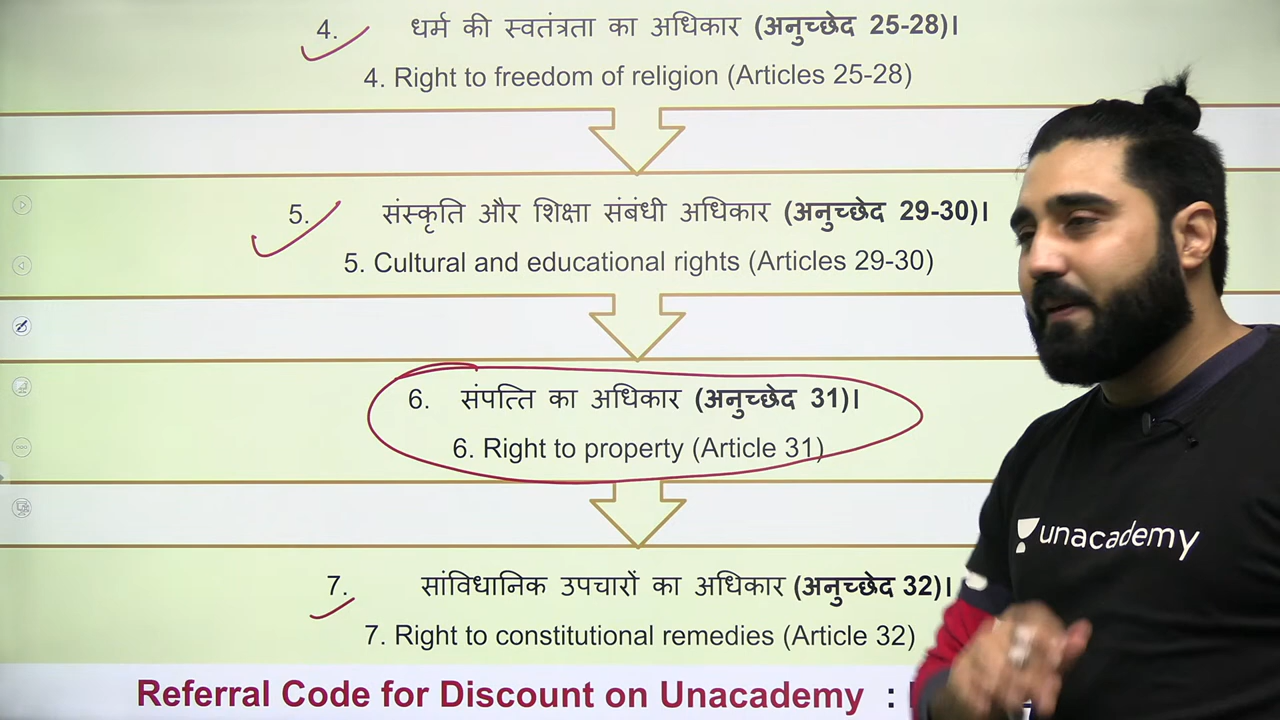 4. धर्म की स्वतंत्रता का अधिकार (अनुच्छेद 25-28)।
4. Right to freedom of religion (Articles 25-28)
5. संस्कृति और शिक्षा संबंधी अधिकार (अनुच्छेद 29-30)।
5. Cultural and educational rights (Articles 29-30)
6. संपत्ति का अधिकार (अनुच्छेद 31)।
6. Right to property (Article 31)
7. सांविधानिक उपचारों का अधिकार (अनुच्छेद 32)।
7. Right to constitutional remedies (Article 32)
unacademy
Referral Code for Discount on Unacademy :